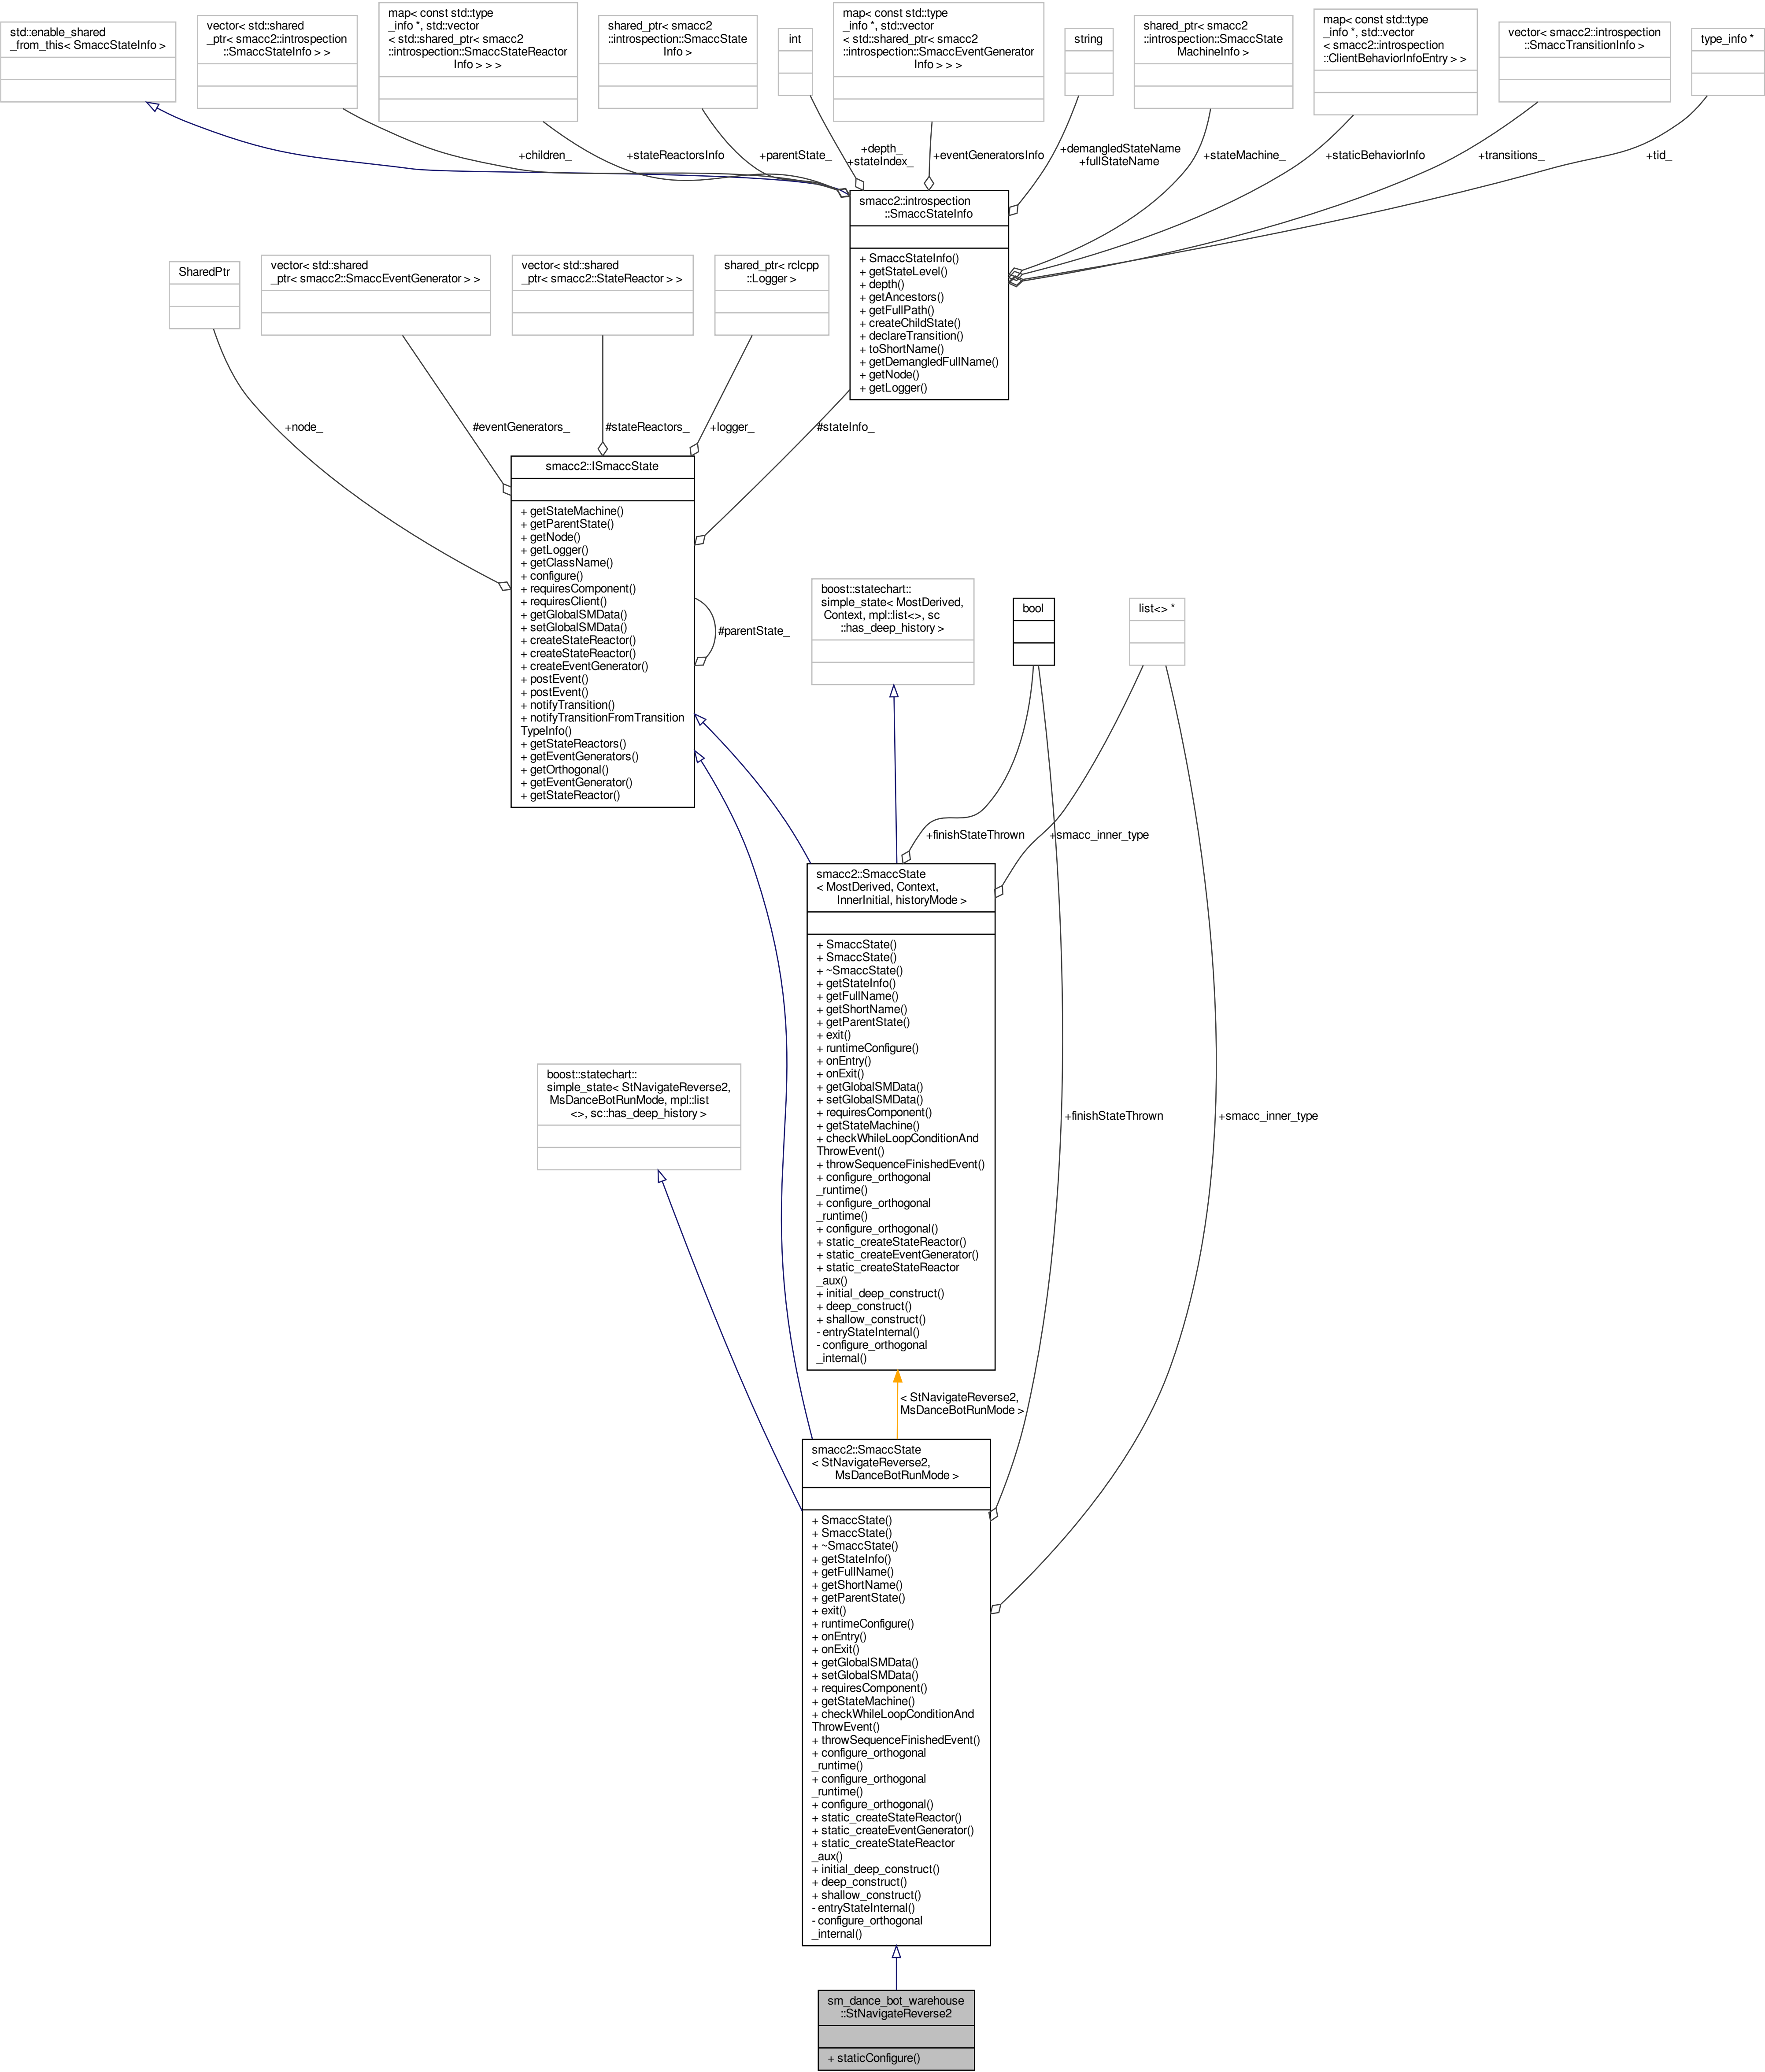 std::enable_shared
_from_this< SmaccStateInfo >
vector< std::shared
_ptr< smacc2::introspection
::SmaccStateInfo > >
map< const std::type
_info *, std::vector
< std::shared_ptr< smacc2
::introspection::SmaccStateReactor
Info > > >
shared_ptr< smacc2
::introspection::SmaccState
Info >
int
map< const std::type
_info *, std::vector
< std::shared_ptr< smacc2
::introspection::SmaccEventGenerator
Info > > >
string
shared_ptr< smacc2
::introspection::SmaccState
MachineInfo >
map< const std::type
_info *, std::vector
< smacc2::introspection
::ClientBehaviorInfoEntry > >
vector< smacc2::introspection
::SmaccTransitionInfo >
type_info *
+children_
+stateReactorsInfo
+parentState_
+depth_
+stateIndex_
+eventGeneratorsInfo
+demangledStateName
+fullStateName
+stateMachine_
+staticBehaviorInfo
+transitions_
+tid_
smacc2::introspection
::SmaccStateInfo
+ SmaccStateInfo()
+ getStateLevel()
+ depth()
+ getAncestors()
+ getFullPath()
+ createChildState()
+ declareTransition()
+ toShortName()
+ getDemangledFullName()
+ getNode()
+ getLogger()
SharedPtr
vector< std::shared
_ptr< smacc2::SmaccEventGenerator > >
vector< std::shared
_ptr< smacc2::StateReactor > >
shared_ptr< rclcpp
::Logger >
+node_
#eventGenerators_
#stateReactors_
+logger_
#stateInfo_
smacc2::ISmaccState
+ getStateMachine()
+ getParentState()
+ getNode()
+ getLogger()
+ getClassName()
+ configure()
+ requiresComponent()
+ requiresClient()
+ getGlobalSMData()
+ setGlobalSMData()
+ createStateReactor()
+ createStateReactor()
+ createEventGenerator()
+ postEvent()
+ postEvent()
+ notifyTransition()
+ notifyTransitionFromTransition
TypeInfo()
+ getStateReactors()
+ getEventGenerators()
+ getOrthogonal()
+ getEventGenerator()
+ getStateReactor()
#parentState_
boost::statechart::
simple_state< MostDerived,
Context, mpl::list<>, sc
::has_deep_history >
bool
list<> *
+finishStateThrown
+smacc_inner_type
smacc2::SmaccState
< MostDerived, Context,
InnerInitial, historyMode >
+ SmaccState()
+ SmaccState()
+ ~SmaccState()
+ getStateInfo()
+ getFullName()
+ getShortName()
+ getParentState()
+ exit()
+ runtimeConfigure()
+ onEntry()
+ onExit()
+ getGlobalSMData()
+ setGlobalSMData()
+ requiresComponent()
+ getStateMachine()
+ checkWhileLoopConditionAnd
ThrowEvent()
+ throwSequenceFinishedEvent()
+ configure_orthogonal
_runtime()
+ configure_orthogonal
_runtime()
+ configure_orthogonal()
+ static_createStateReactor()
+ static_createEventGenerator()
+ static_createStateReactor
_aux()
+ initial_deep_construct()
+ deep_construct()
+ shallow_construct()
- entryStateInternal()
- configure_orthogonal
_internal()
boost::statechart::
simple_state< StNavigateReverse2,
MsDanceBotRunMode, mpl::list
<>, sc::has_deep_history >
+finishStateThrown
+smacc_inner_type
< StNavigateReverse2,
MsDanceBotRunMode >
smacc2::SmaccState
< StNavigateReverse2,
MsDanceBotRunMode >
+ SmaccState()
+ SmaccState()
+ ~SmaccState()
+ getStateInfo()
+ getFullName()
+ getShortName()
+ getParentState()
+ exit()
+ runtimeConfigure()
+ onEntry()
+ onExit()
+ getGlobalSMData()
+ setGlobalSMData()
+ requiresComponent()
+ getStateMachine()
+ checkWhileLoopConditionAnd
ThrowEvent()
+ throwSequenceFinishedEvent()
+ configure_orthogonal
_runtime()
+ configure_orthogonal
_runtime()
+ configure_orthogonal()
+ static_createStateReactor()
+ static_createEventGenerator()
+ static_createStateReactor
_aux()
+ initial_deep_construct()
+ deep_construct()
+ shallow_construct()
- entryStateInternal()
- configure_orthogonal
_internal()
sm_dance_bot_warehouse
::StNavigateReverse2
+ staticConfigure()